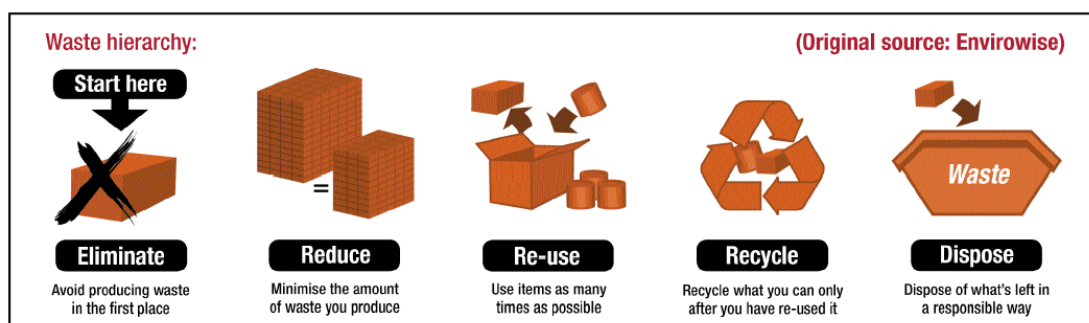 Waste hierarchy:
(Original source: Envirowise)
Start here
=
Waste
Eliminate
Avoid producing waste
in the first place
Reduce
Minimise the amount
of waste you produce
Re-use
Use items as many
times as possible
Recycle
Recycle what you can only
after you have re-used it
Dispose
Dispose of what's left in
a responsible way